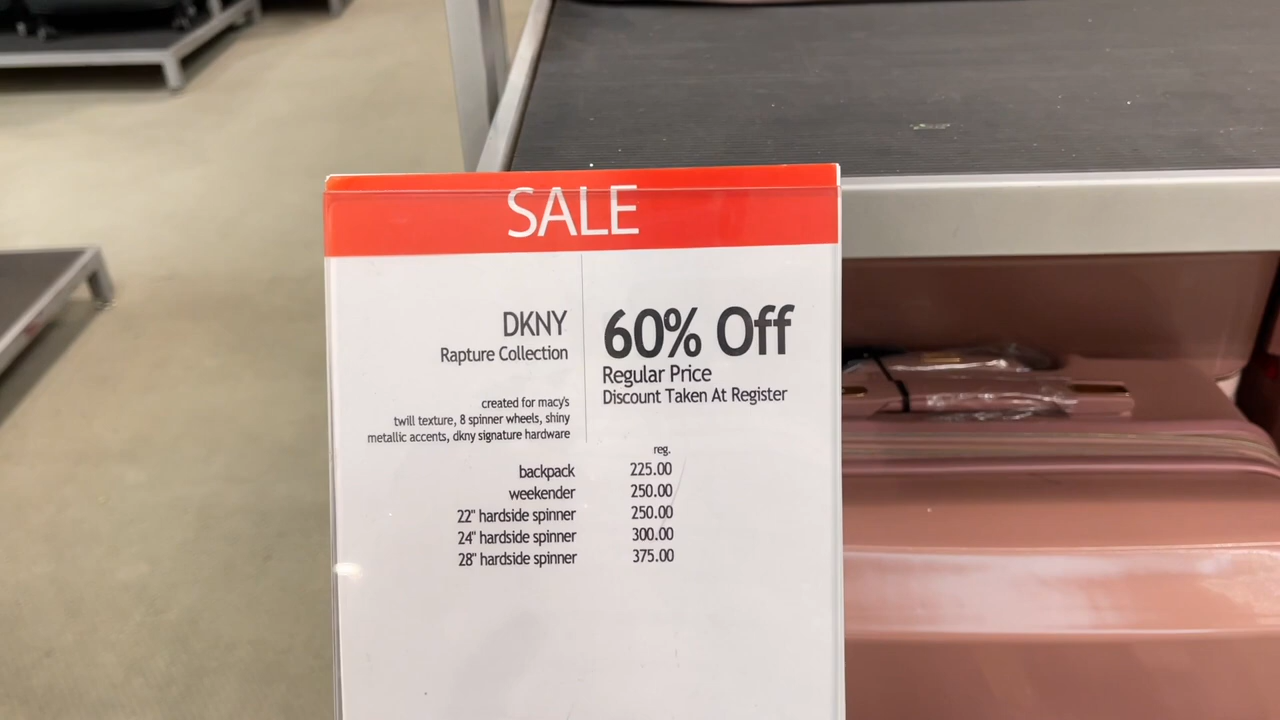 SALE
DKNY
Rapture Collection
created for macy's
twill texture, 8 spinner wheels, shiny
metallic accents, dkny signature hardware
60% Off
Regular Price
Discount Taken At Register
reg.
backpack 225.00
weekender 250.00
22" hardside spinner 250.00
24" hardside spinner 300.00
28" hardside spinner 375.00